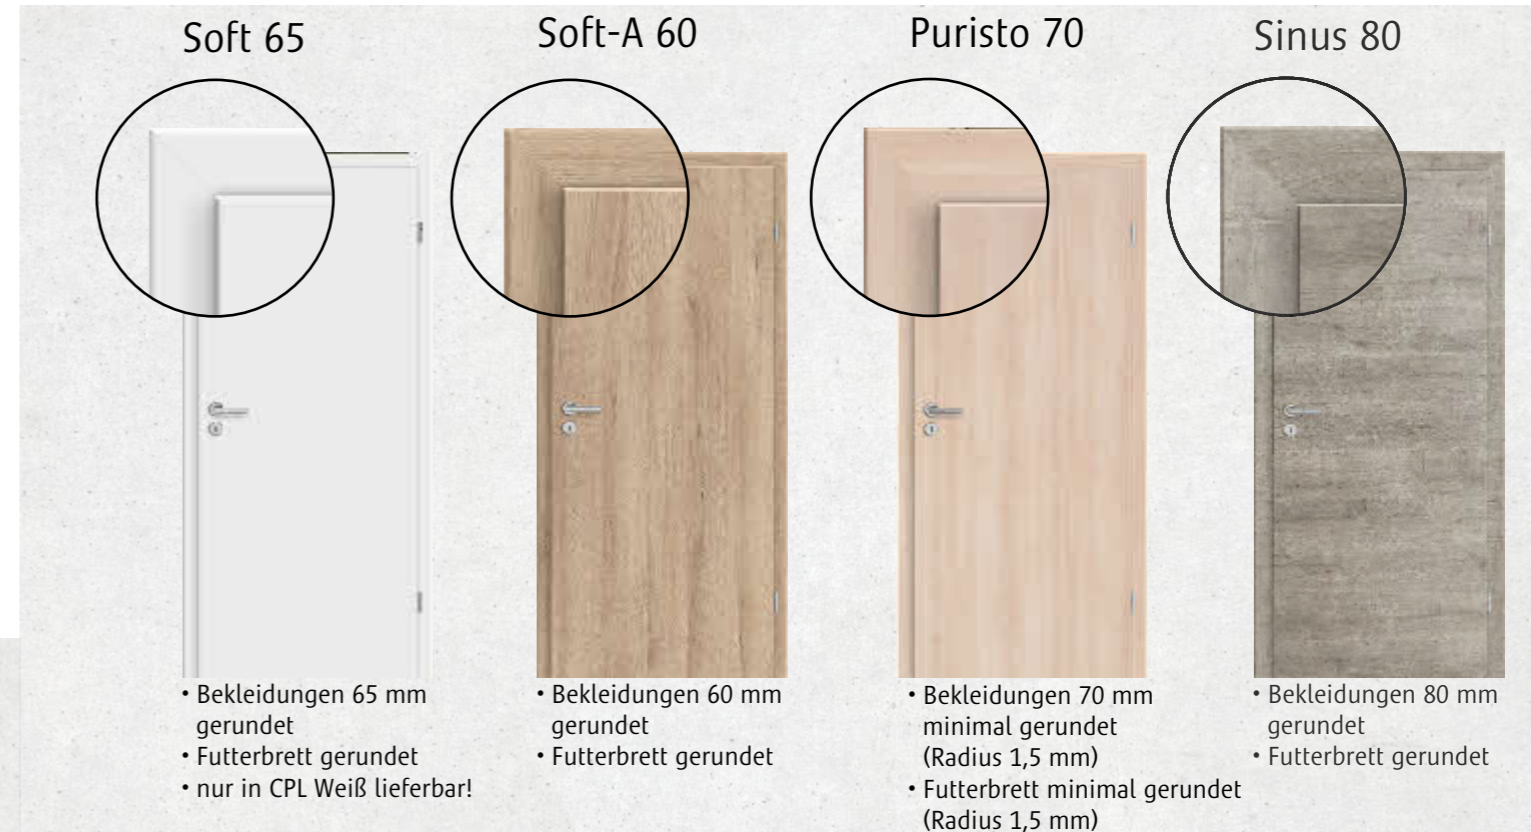 Soft 65
Soft-A 60
Puristo 70
Sinus 80
• Bekleidungen 65 mm
gerundet
• Futterbrett gerundet
• nur in CPL Weiß lieferbar!
• Bekleidungen 60 mm
gerundet
• Futterbrett gerundet
• Bekleidungen 70 mm
minimal gerundet
(Radius 1,5 mm)
• Futterbrett minimal gerundet
(Radius 1,5 mm)
• Bekleidungen 80 mm
gerundet
• Futterbrett gerundet